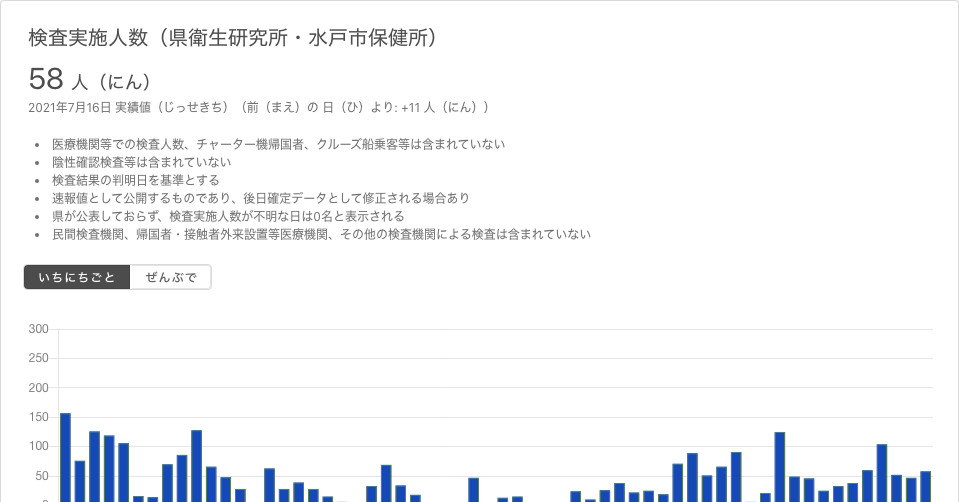 検査実施人数（県衛生研究所・水戸市保健所）
58 人（にん）
2021年7月16日 実績値（じっせきち）（前（まえ）の 日（ひ）より: +11 人（にん））
医療機関等での検査人数、チャーター機帰国者、クルーズ船乗客等は含まれていない
陰性確認検査等は含まれていない
検査結果の判明日を基準とする
速報値として公開するものであり、後日確定データとして修正される場合あり
県が公表しておらず、検査実施人数が不明な日は0名と表示される
民間検査機関、帰国者・接触者外来設置等医療機関、その他の検査機関による検査は含まれていない
いちにちごと ぜんぶで
300
250
200
150
100
50
0